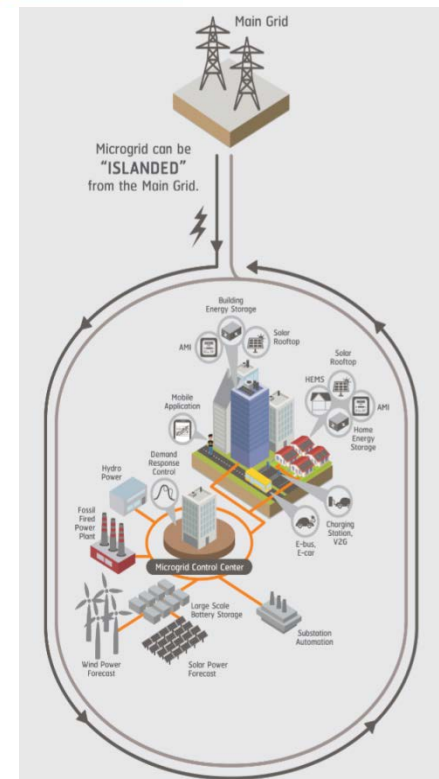 Main Grid
Microgrid can be
“ISLANDED”
from the Main Grid.
Building
Energy Storage
Solar
Rooftop
AMI
Solar
Rooftop
HEMS
AMI
Mobile
Application
Home
Energy
Storage
Demand
Response
Control
Hydro
Power
Fossil
Fired
Power
Plant
Charging
Station,
V2G
E-bus,
E-car
Microgrid Control Center
Large Scale
Battery Storage
Substation
Automation
Wind Power
Forecast
Solar Power
Forecast